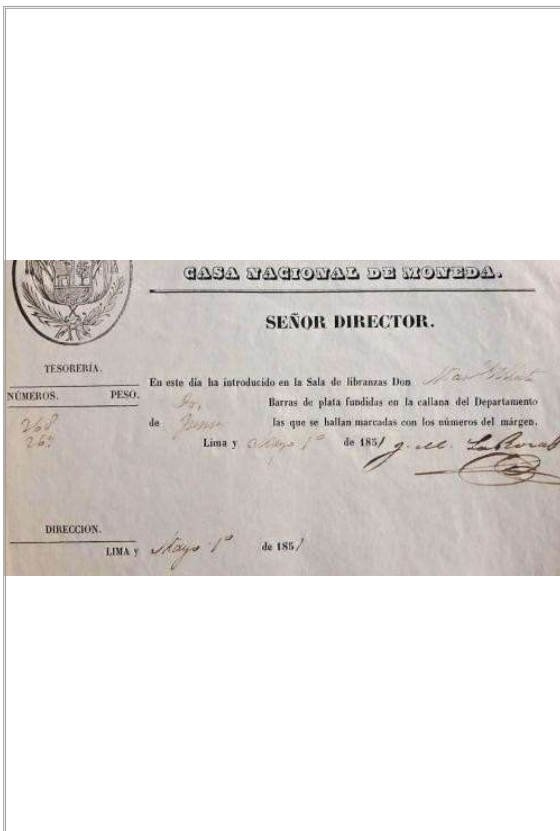 CASA NACIONAL DE MONEDA.
SEÑOR DIRECTOR.
TESORERÍA.
NÚMEROS. PESO.
268
En este dia ha introducido en la Sala de libranzas Don
Dos Barras de plata fundidas en la callana del Departamento
de Junin las que se hallan marcadas con los números del márgen.
Lima y Mayo 1º de 1851
DIRECCION.
LIMA y Mayo 1º de 1851